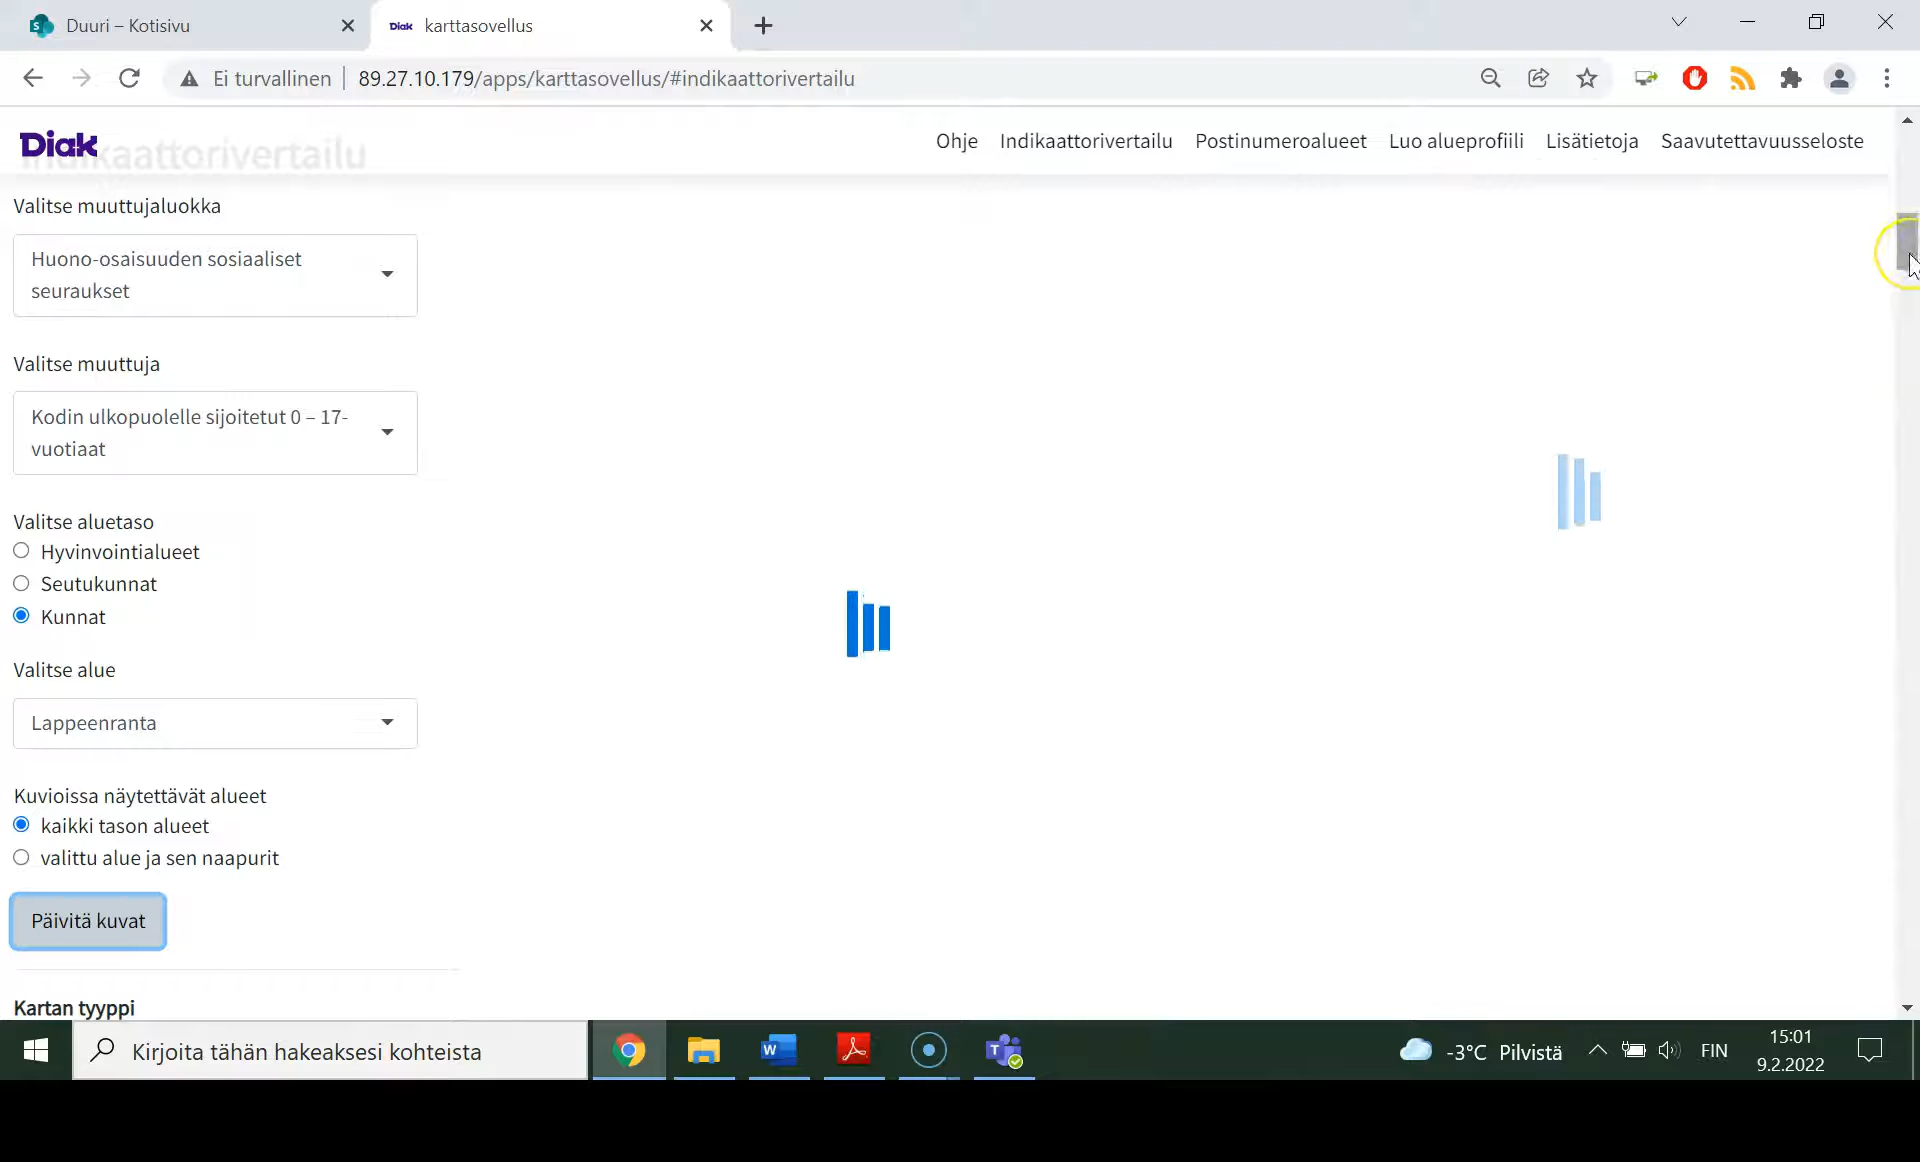 Duuri – Kotisivu
Diak karttasovellus
Ei turvallinen 89.27.10.179/apps/karttasovellus/#indikaattorivertailu
Diak
Indikaattorivertailu
Ohje Indikaattorivertailu Postinumeroalueet Luo alueprofiili Lisätietoja Saavutettavuusseloste
Valitse muuttujaluokka
Huono-osaisuuden sosiaaliset
seuraukset
Valitse muuttuja
Kodin ulkopuolelle sijoitetut 0 – 17-
vuotiaat
Valitse aluetaso
Hyvinvointialueet
Seutukunnat
Kunnat
Valitse alue
Lappeenranta
Kuvioissa näytettävät alueet
kaikki tason alueet
valittu alue ja sen naapurit
Päivitä kuvat
Kartan tyyppi
Kirjoita tähän hakeaksesi kohteista
-3°C Pilvistä
FIN
15:01
9.2.2022